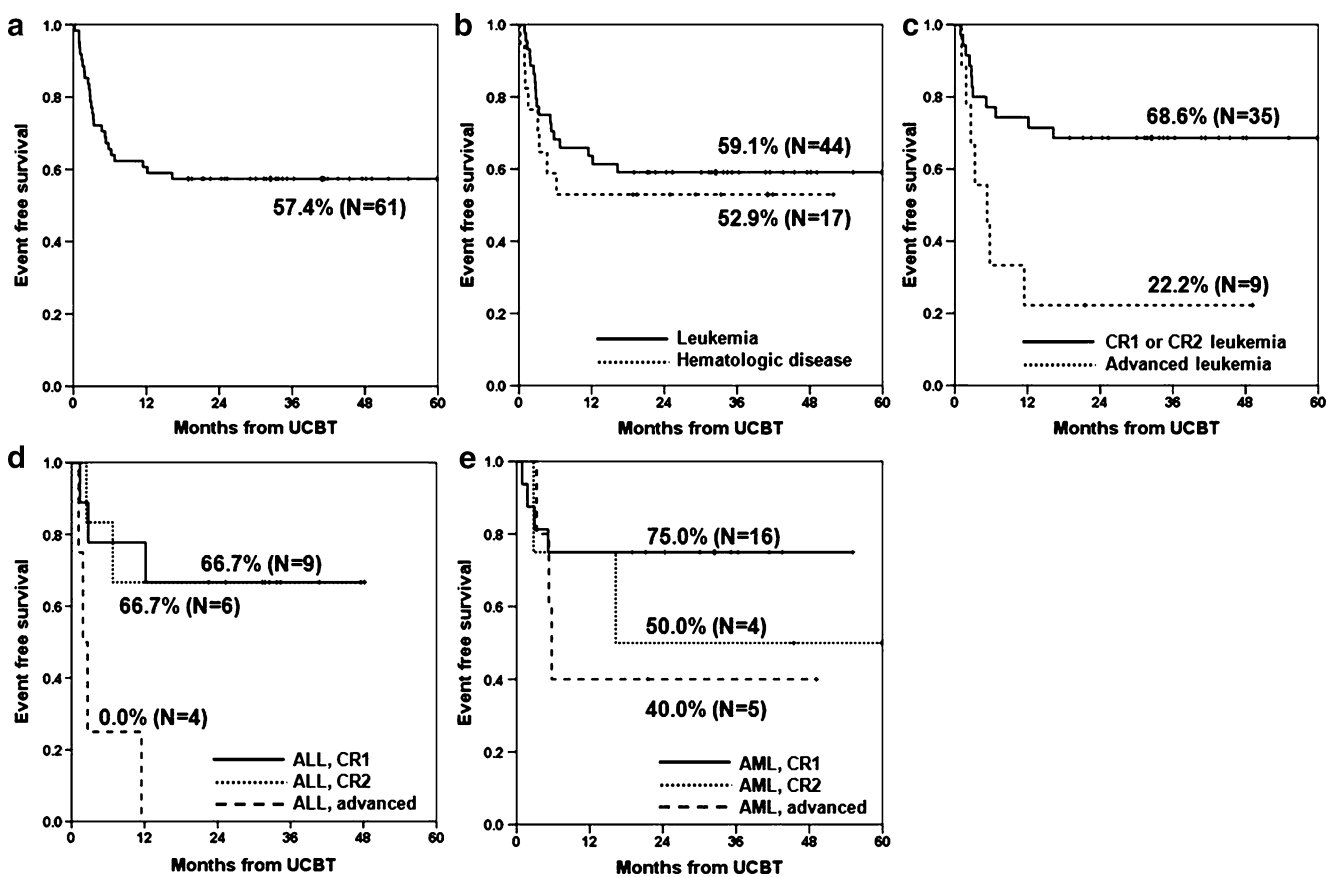 a
1.0
0.8
0.6
0.4
0.2
0.0
Event free survival
57.4% (N=61)
0 12 24 36 48 60
Months from UCBT
b
1.0
0.8
0.6
0.4
0.2
0.0
Event free survival
59.1% (N=44)
52.9% (N=17)
Leukemia
Hematologic disease
0 12 24 36 48 60
Months from UCBT
c
1.0
0.8
0.6
0.4
0.2
0.0
Event free survival
68.6% (N=35)
22.2% (N=9)
CR1 or CR2 leukemia
Advanced leukemia
0 12 24 36 48 60
Months from UCBT
d
1.0
0.8
0.6
0.4
0.2
0.0
Event free survival
66.7% (N=9)
66.7% (N=6)
0.0% (N=4)
ALL, CR1
ALL, CR2
ALL, advanced
0 12 24 36 48 60
Months from UCBT
e
1.0
0.8
0.6
0.4
0.2
0.0
Event free survival
75.0% (N=16)
50.0% (N=4)
40.0% (N=5)
AML, CR1
AML, CR2
AML, advanced
0 12 24 36 48 60
Months from UCBT